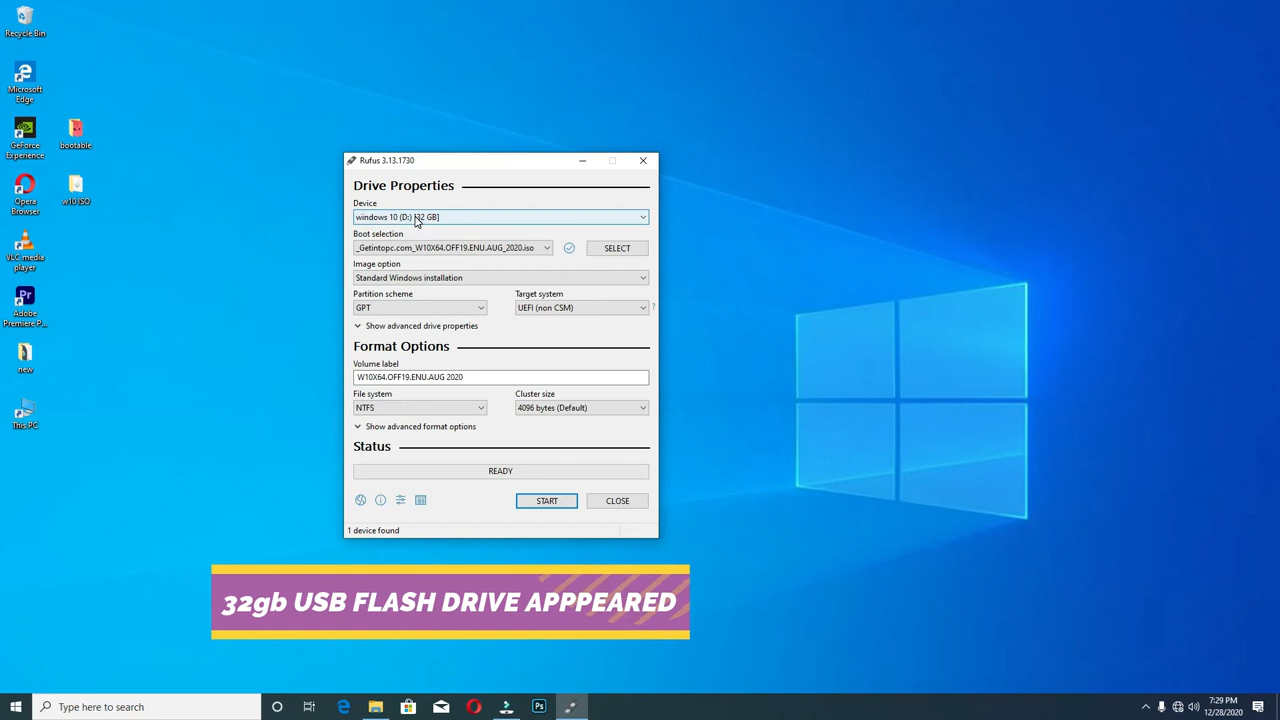 Recycle Bin
Microsoft
Edge
GeForce
Experience
bootable
Opera
Browser
w10 ISO
VLC media
player
Adobe
Premiere P...
new
This PC
Rufus 3.13.1730
Drive Properties
Device
windows 10 (D:) [32 GB]
Boot selection
_Getintopc.com_W10X64.OFF19.ENU.AUG_2020.iso
SELECT
Image option
Standard Windows installation
Partition scheme
Target system
GPT
UEFI (non CSM)
?
Show advanced drive properties
Format Options
Volume label
W10X64.OFF19.ENU.AUG 2020
File system
Cluster size
NTFS
4096 bytes (Default)
Show advanced format options
Status
READY
START
CLOSE
1 device found
32gb USB FLASH DRIVE APPPEARED
Type here to search
Ps
7:29 PM
12/28/2020